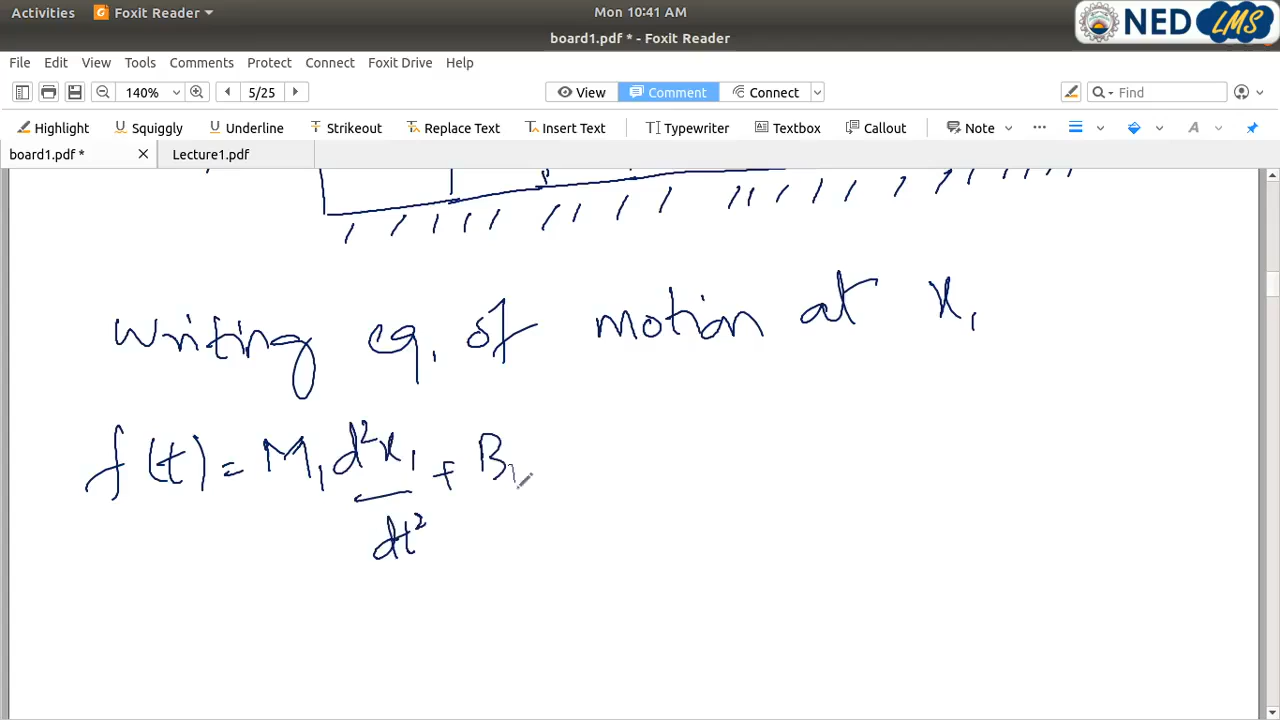 Activities Foxit Reader Mon 10:41 AM NED LMS
board1.pdf * - Foxit Reader
File Edit View Tools Comments Protect Connect Foxit Drive Help
140% 5/25 View Comment Connect Find
Highlight Squiggly Underline Strikeout Replace Text Insert Text Typewriter Textbox Callout Note ...
board1.pdf * Lecture1.pdf
Writing eq. of motion at x₁
f(t) = M₁ d²x₁/dt² + B₁